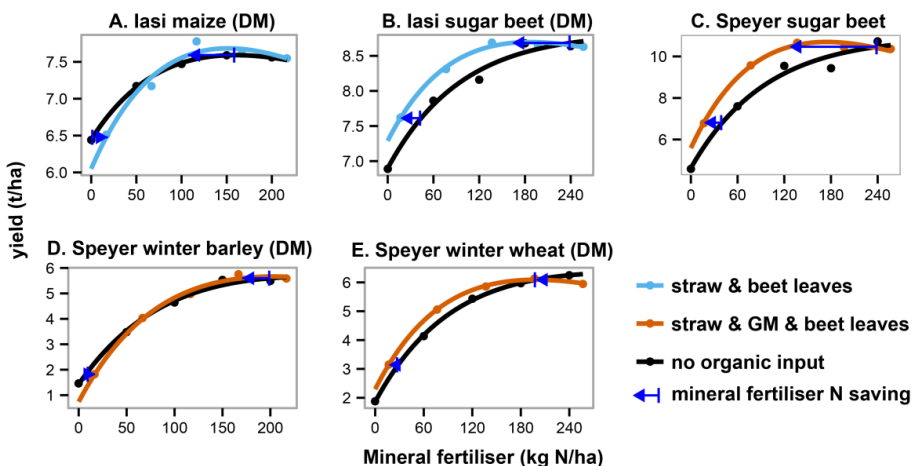 A. Iasi maize (DM)
B. Iasi sugar beet (DM)
C. Speyer sugar beet
7.5
7.0
6.5
6.0
0 50 100 150 200
8.5
8.0
7.5
7.0
0 60 120 180 240
10
8
6
0 60 120 180 240
yield (t/ha)
D. Speyer winter barley (DM)
E. Speyer winter wheat (DM)
6
5
4
3
2
1
0 50 100 150 200
6
5
4
3
2
0 60 120 180 240
straw & beet leaves
straw & GM & beet leaves
no organic input
mineral fertiliser N saving
Mineral fertiliser (kg N/ha)